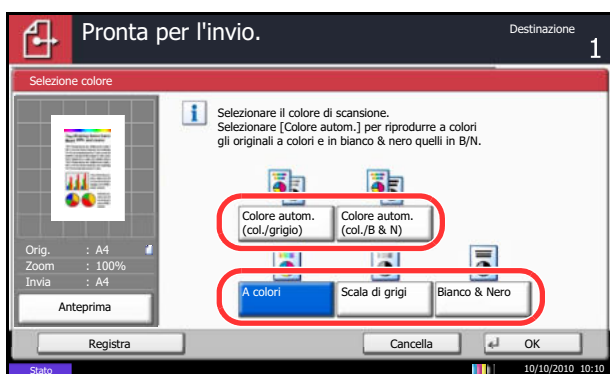 Pronta per l'invio.
Destinazione
1
Selezione colore
Selezionare il colore di scansione.
Selezionare [Colore autom.] per riprodurre a colori
gli originali a colori e in bianco & nero quelli in B/N.
Colore autom.
(col./grigio)
Colore autom.
(col./B & N)
Orig. : A4
Zoom : 100%
Invia : A4
A colori
Scala di grigi
Bianco & Nero
Anteprima
Registra
Cancella
OK
Stato
10/10/2010 10:10